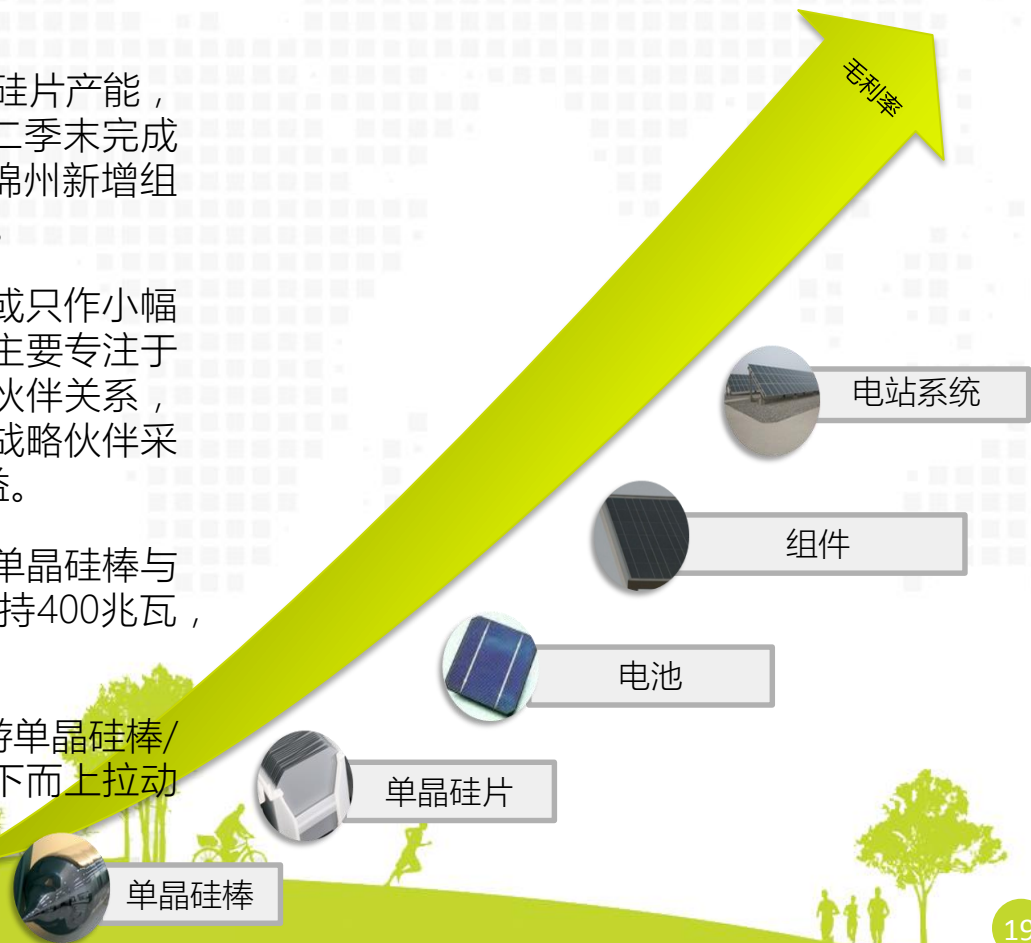 硅片产能，
二季末完成
锦州新增组
。
或只作小幅
主要专注于
伙伴关系，
战略伙伴采
益。
单晶硅棒与
持400兆瓦，
游单晶硅棒/
下而上拉动
毛利率
电站系统
组件
电池
单晶硅片
单晶硅棒
19